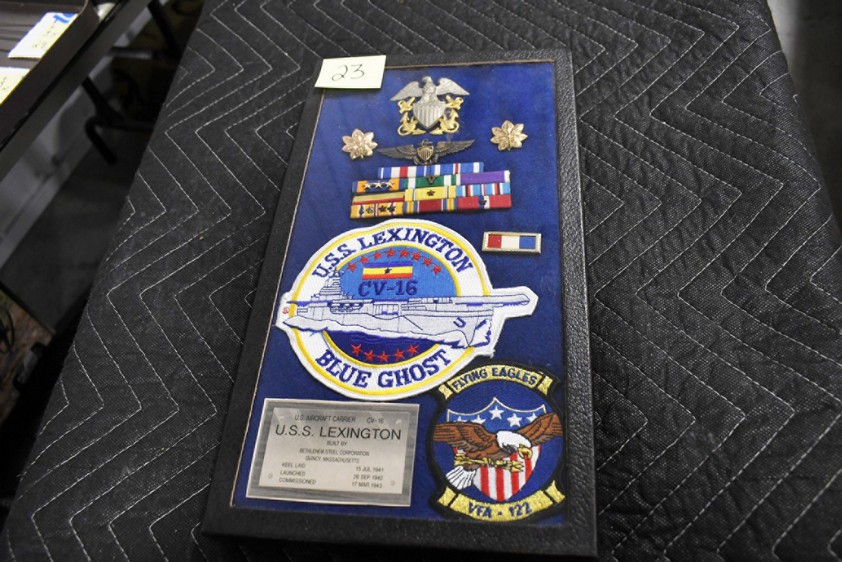 23
U.S.S. LEXINGTON
CV-16
BLUE GHOST
FLYING EAGLES
VFA - 122
U.S. AIRCRAFT CARRIER CV-16
U.S.S. LEXINGTON
BUILT BY
BETHLEHEM STEEL CORPORATION
QUINCY, MASSACHUSETTS
KEEL LAID 15 JUL 1941
LAUNCHED 26 SEP 1942
COMMISSIONED 17 MAR 1943